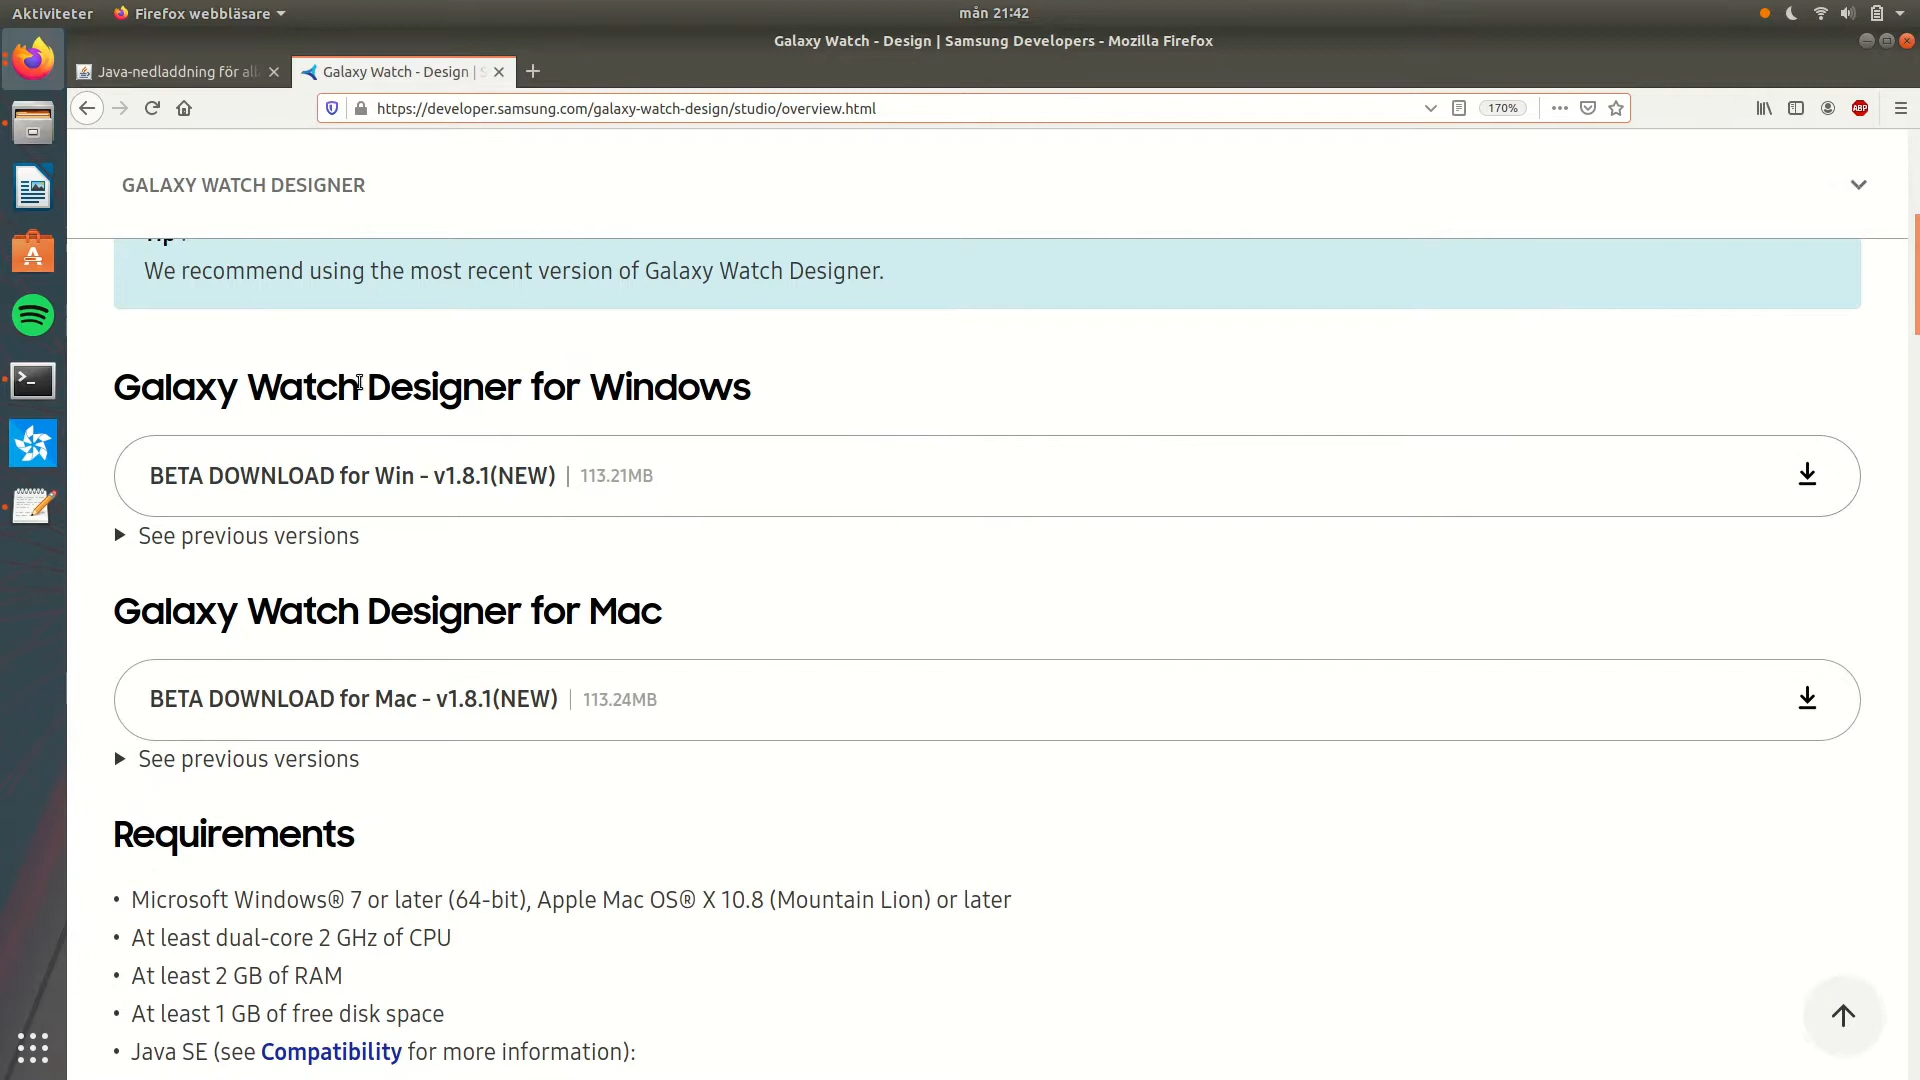 Aktiviteter
Firefox webbläsare
mån 21:42
Galaxy Watch - Design | Samsung Developers - Mozilla Firefox
Java-nedladdning för all
Galaxy Watch - Design |
https://developer.samsung.com/galaxy-watch-design/studio/overview.html
170%
ABP
GALAXY WATCH DESIGNER
We recommend using the most recent version of Galaxy Watch Designer.
Galaxy Watch Designer for Windows
BETA DOWNLOAD for Win - v1.8.1(NEW) | 113.21MB
See previous versions
Galaxy Watch Designer for Mac
BETA DOWNLOAD for Mac - v1.8.1(NEW) | 113.24MB
See previous versions
Requirements
• Microsoft Windows® 7 or later (64-bit), Apple Mac OS® X 10.8 (Mountain Lion) or later
• At least dual-core 2 GHz of CPU
• At least 2 GB of RAM
• At least 1 GB of free disk space
• Java SE (see Compatibility for more information):